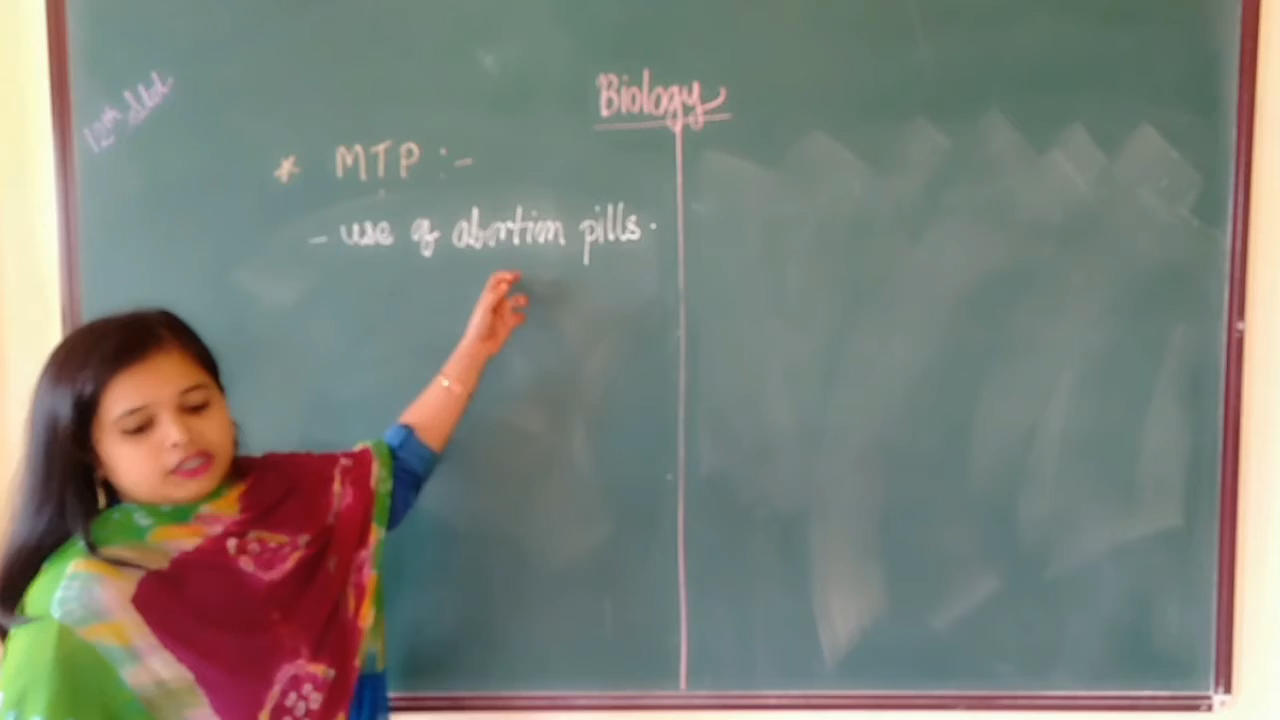 12th std.
Biology
* MTP :-
- use of abortion pills.